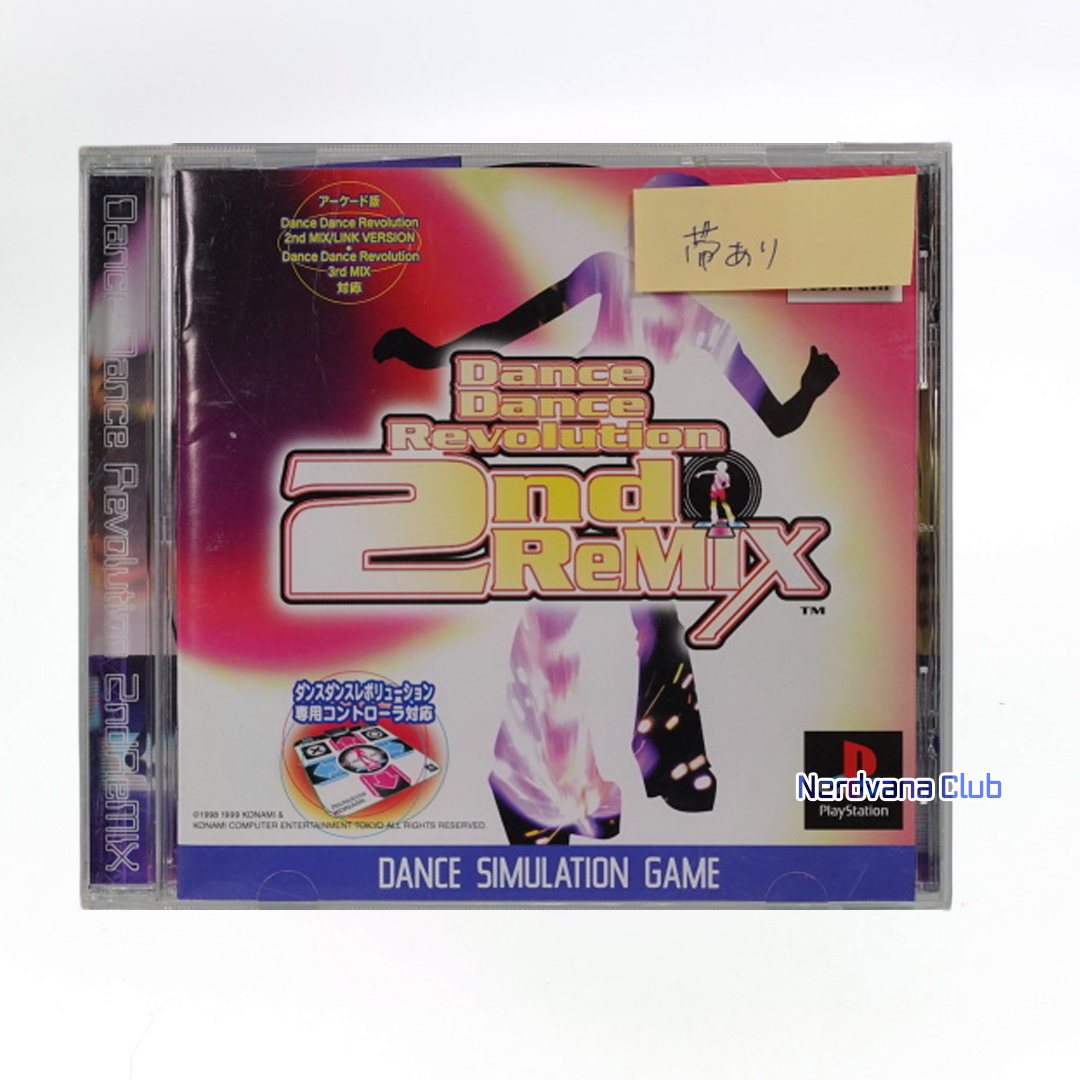 アーケード版
Dance Dance Revolution
2nd MIX/LINK VERSION
・
Dance Dance Revolution
3rd MIX
対応
帯あり
KONAMI
Dance
Dance
Revolution
2nd
ReMIX
TM
ダンスダンスレボリューション
専用コントローラ対応
©1998 1999 KONAMI &
KONAMI COMPUTER ENTERTAINMENT TOKYO ALL RIGHTS RESERVED.
Nerdvana Club
PlayStation
DANCE SIMULATION GAME
Dance Dance Revolution 2ndReMIX